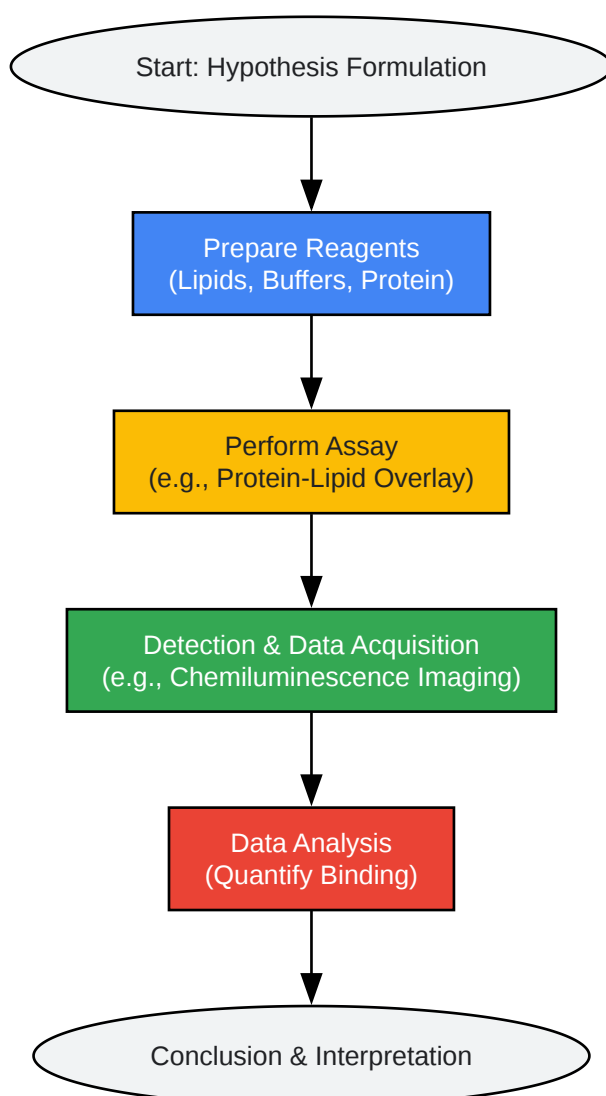 Start: Hypothesis Formulation
Prepare Reagents
(Lipids, Buffers, Protein)
Perform Assay
(e.g., Protein-Lipid Overlay)
Detection & Data Acquisition
(e.g., Chemiluminescence Imaging)
Data Analysis
(Quantify Binding)
Conclusion & Interpretation